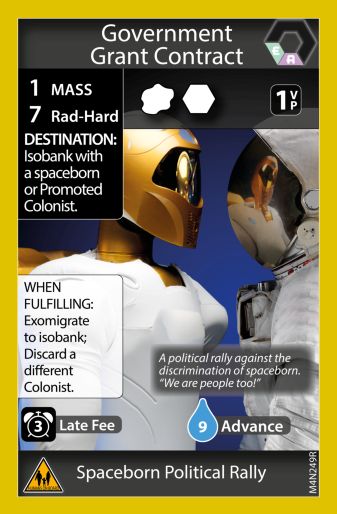 Government
Grant Contract
E A
1 MASS
7 Rad-Hard
1 VP
DESTINATION:
Isobank with
a spaceborn
or Promoted
Colonist.
WHEN
FULFILLING:
Exomigrate
to isobank;
Discard a
different
Colonist.
A political rally against the
discrimination of spaceborn.
"We are people too!"
3 Late Fee
9 Advance
Spaceborn Political Rally
M4N249R